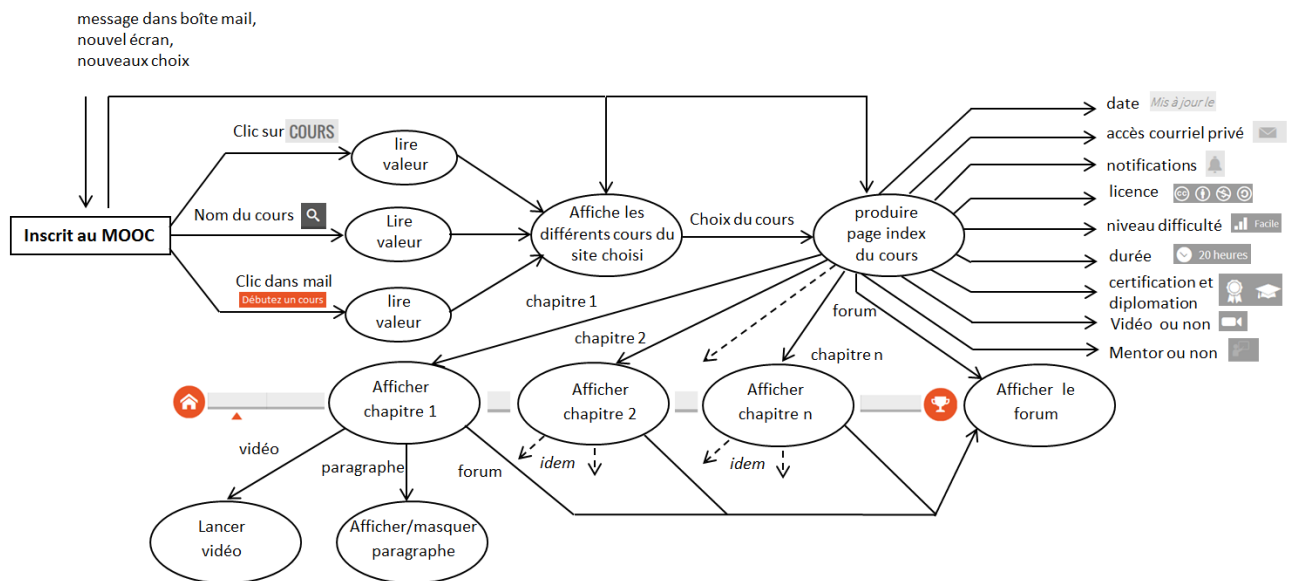 message dans boîte mail,
nouvel écran,
nouveaux choix
Clic sur COURS
lire
valeur
Nom du cours
Lire
valeur
Inscrit au MOOC
Clic dans mail
Débutez un cours
lire
valeur
Affiche les
différents cours du
site choisi
Choix du cours
produire
page index
du cours
date Mis à jour le
accès courriel privé
notifications
licence
niveau difficulté Facile
durée 20 heures
certification et
diplomation
Vidéo ou non
Mentor ou non
chapitre 1
chapitre 2
chapitre n
forum
Afficher
chapitre 1
Afficher
chapitre 2
Afficher
chapitre n
Afficher le
forum
vidéo
paragraphe
forum
idem
idem
Lancer
vidéo
Afficher/masquer
paragraphe